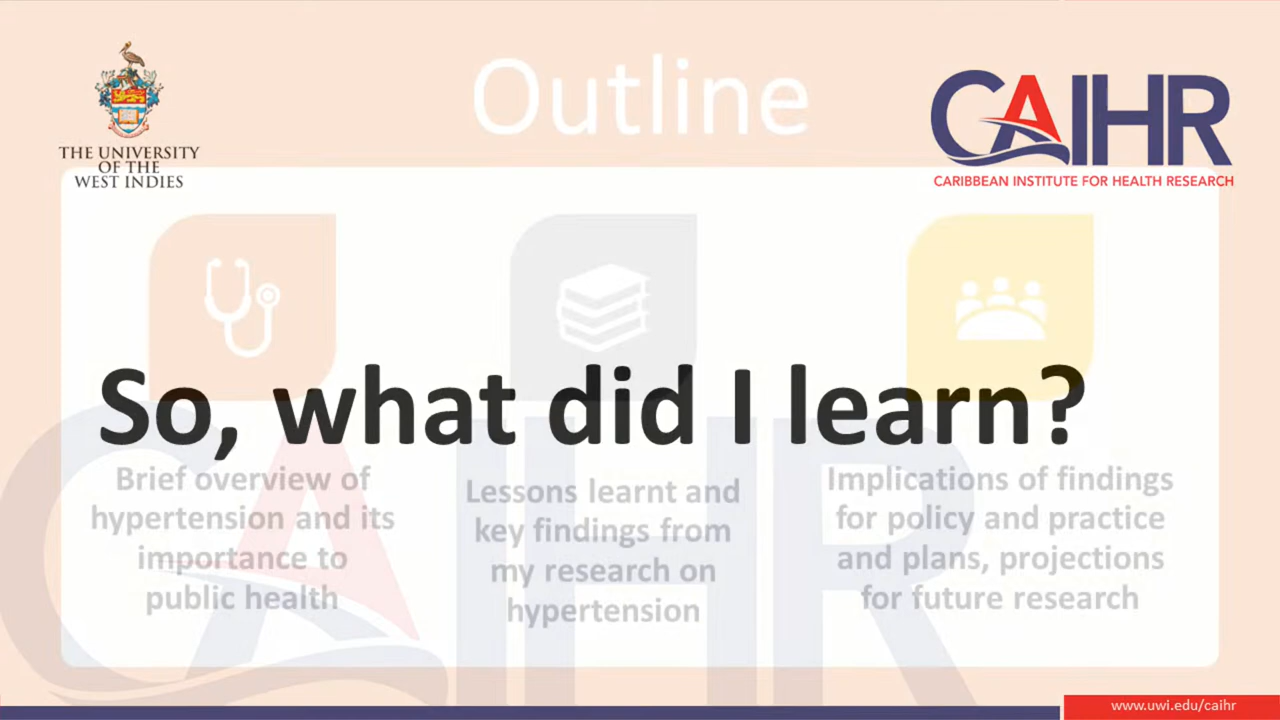 Outline
THE UNIVERSITY
OF THE
WEST INDIES
CAIHR
CARIBBEAN INSTITUTE FOR HEALTH RESEARCH
So, what did I learn?
Brief overview of
hypertension and its
importance to
public health
Lessons learnt and
key findings from
my research on
hypertension
Implications of findings
for policy and practice
and plans, projections
for future research
CAIHR
www.uwi.edu/caihr